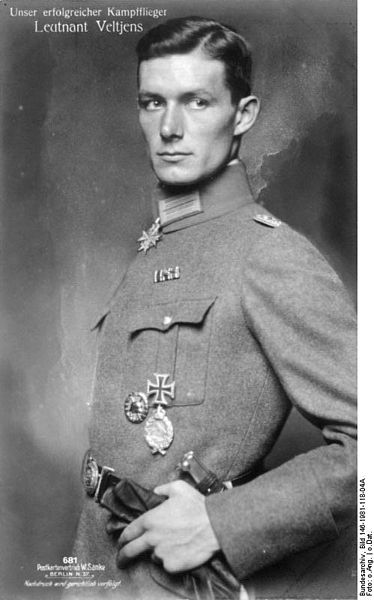 Unser erfolgreicher Kampfflieger
Leutnant Veltjens
681
Postkartenvertrieb W. Sanke
„BERLIN N. 37."
Nachdruck wird gerichtlich verfolgt.
Bundesarchiv, Bild 146-1981-118-04A
Foto: o.Ang. | o.Dat.